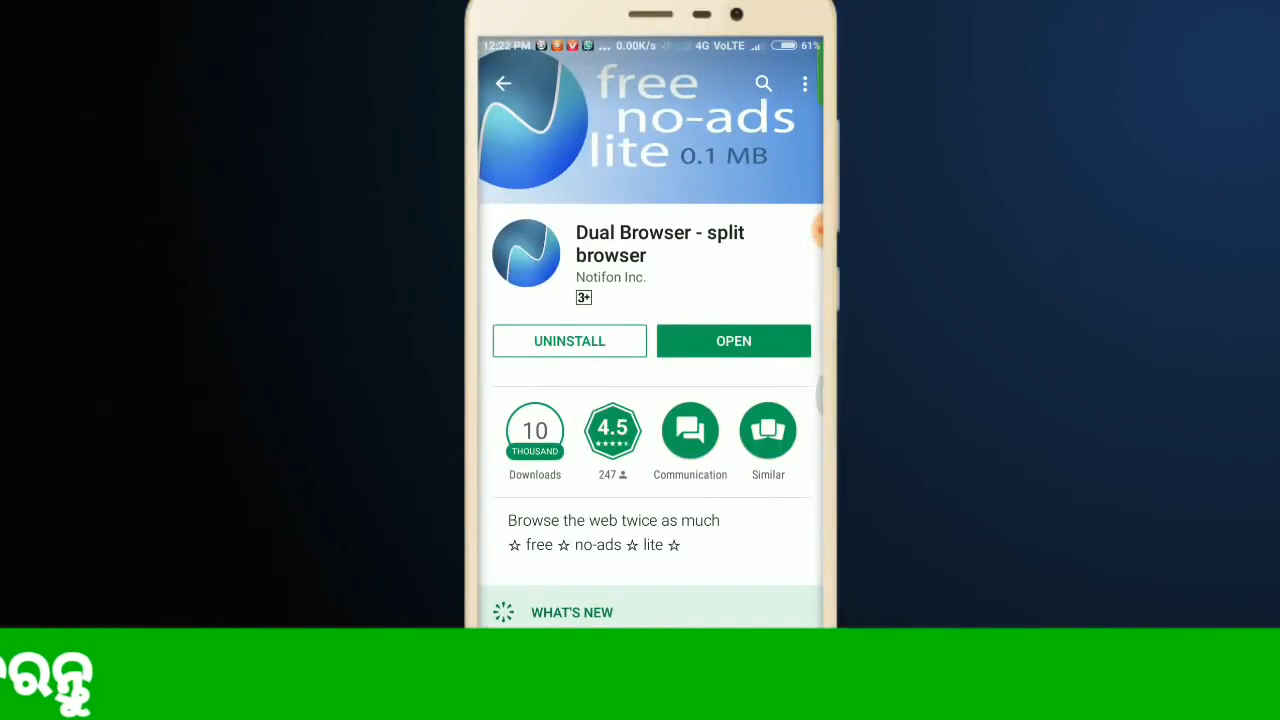 12:22 PM ... 0.00K/s 4G VoLTE 61%
free
no-ads
lite 0.1 MB
Dual Browser - split
browser
Notifon Inc.
3+
UNINSTALL OPEN
10 4.5
THOUSAND
Downloads 247 Communication Similar
Browse the web twice as much
☆ free ☆ no-ads ☆ lite ☆
WHAT'S NEW